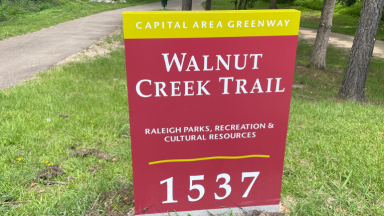 CAPITAL AREA GREENWAY
WALNUT
CREEK TRAIL
RALEIGH PARKS, RECREATION &
CULTURAL RESOURCES
1537